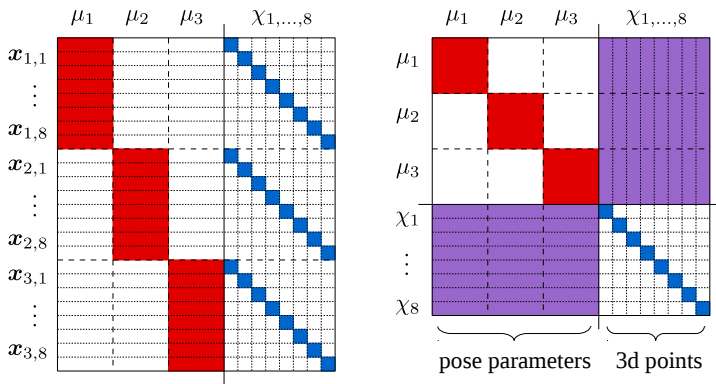 μ₁ μ₂ μ₃ χ₁,...,₈
x₁,₁
⋮
x₁,₈
x₂,₁
⋮
x₂,₈
x₃,₁
⋮
x₃,₈
μ₁ μ₂ μ₃ χ₁,...,₈
μ₁
μ₂
μ₃
χ₁
⋮
χ₈
pose parameters 3d points